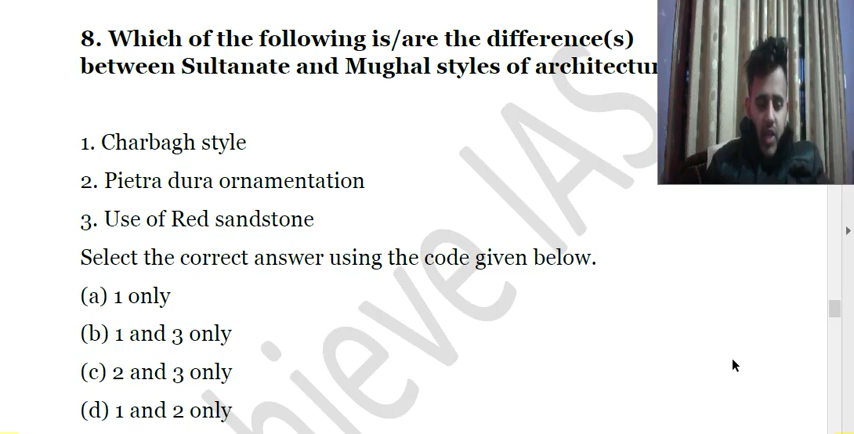 8. Which of the following is/are the difference(s)
between Sultanate and Mughal styles of
1. Charbagh style
2. Pietra dura ornamentation
3. Use of Red sandstone
Select the correct answer using the code given below.
(a) 1 only
(b) 1 and 3 only
(c) 2 and 3 only
(d) 1 and 2 only
hieve IAS